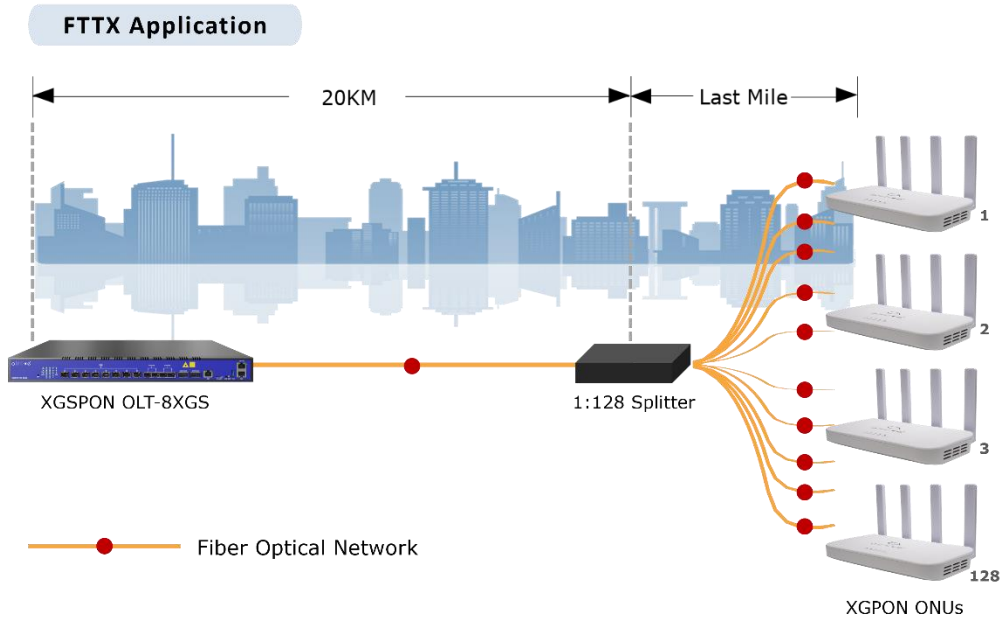 FTTX Application
20KM
Last Mile
1
2
3
128
XGSPON OLT-8XGS
1:128 Splitter
Fiber Optical Network
XGPON ONUs